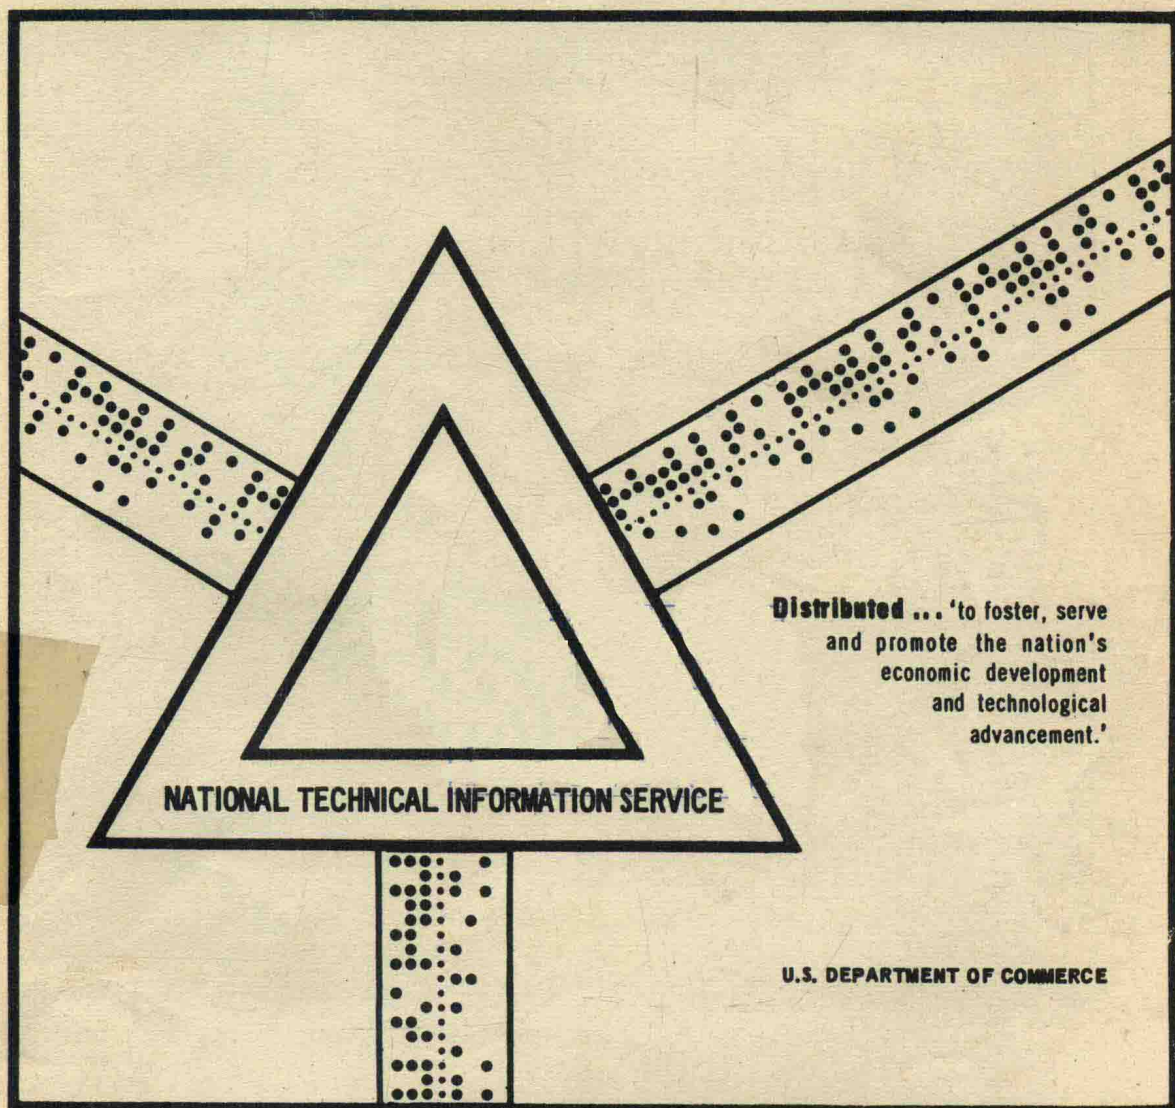 Distributed ... 'to foster, serve
and promote the nation's
economic development
and technological
advancement.'
NATIONAL TECHNICAL INFORMATION SERVICE
U.S. DEPARTMENT OF COMMERCE